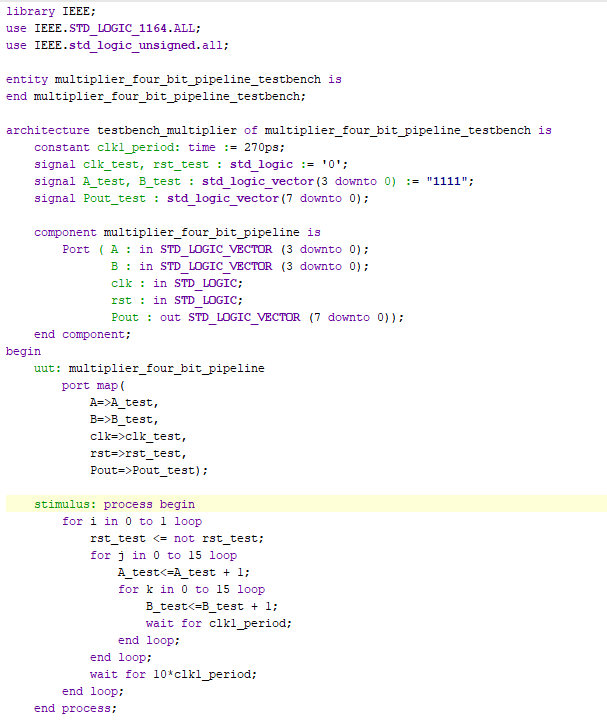 library IEEE;
use IEEE.STD_LOGIC_1164.ALL;
use IEEE.std_logic_unsigned.all;

entity multiplier_four_bit_pipeline_testbench is
end multiplier_four_bit_pipeline_testbench;

architecture testbench_multiplier of multiplier_four_bit_pipeline_testbench is
    constant clk1_period: time := 270ps;
    signal clk_test, rst_test : std_logic := '0';
    signal A_test, B_test : std_logic_vector(3 downto 0) := "1111";
    signal Pout_test : std_logic_vector(7 downto 0);

    component multiplier_four_bit_pipeline is
        Port ( A : in STD_LOGIC_VECTOR (3 downto 0);
               B : in STD_LOGIC_VECTOR (3 downto 0);
               clk : in STD_LOGIC;
               rst : in STD_LOGIC;
               Pout : out STD_LOGIC_VECTOR (7 downto 0));
    end component;
begin
    uut: multiplier_four_bit_pipeline
        port map(
            A=>A_test,
            B=>B_test,
            clk=>clk_test,
            rst=>rst_test,
            Pout=>Pout_test);

    stimulus: process begin
        for i in 0 to 1 loop
            rst_test <= not rst_test;
            for j in 0 to 15 loop
                A_test<=A_test + 1;
                for k in 0 to 15 loop
                    B_test<=B_test + 1;
                    wait for clk1_period;
                end loop;
            end loop;
            wait for 10*clk1_period;
        end loop;
    end process;